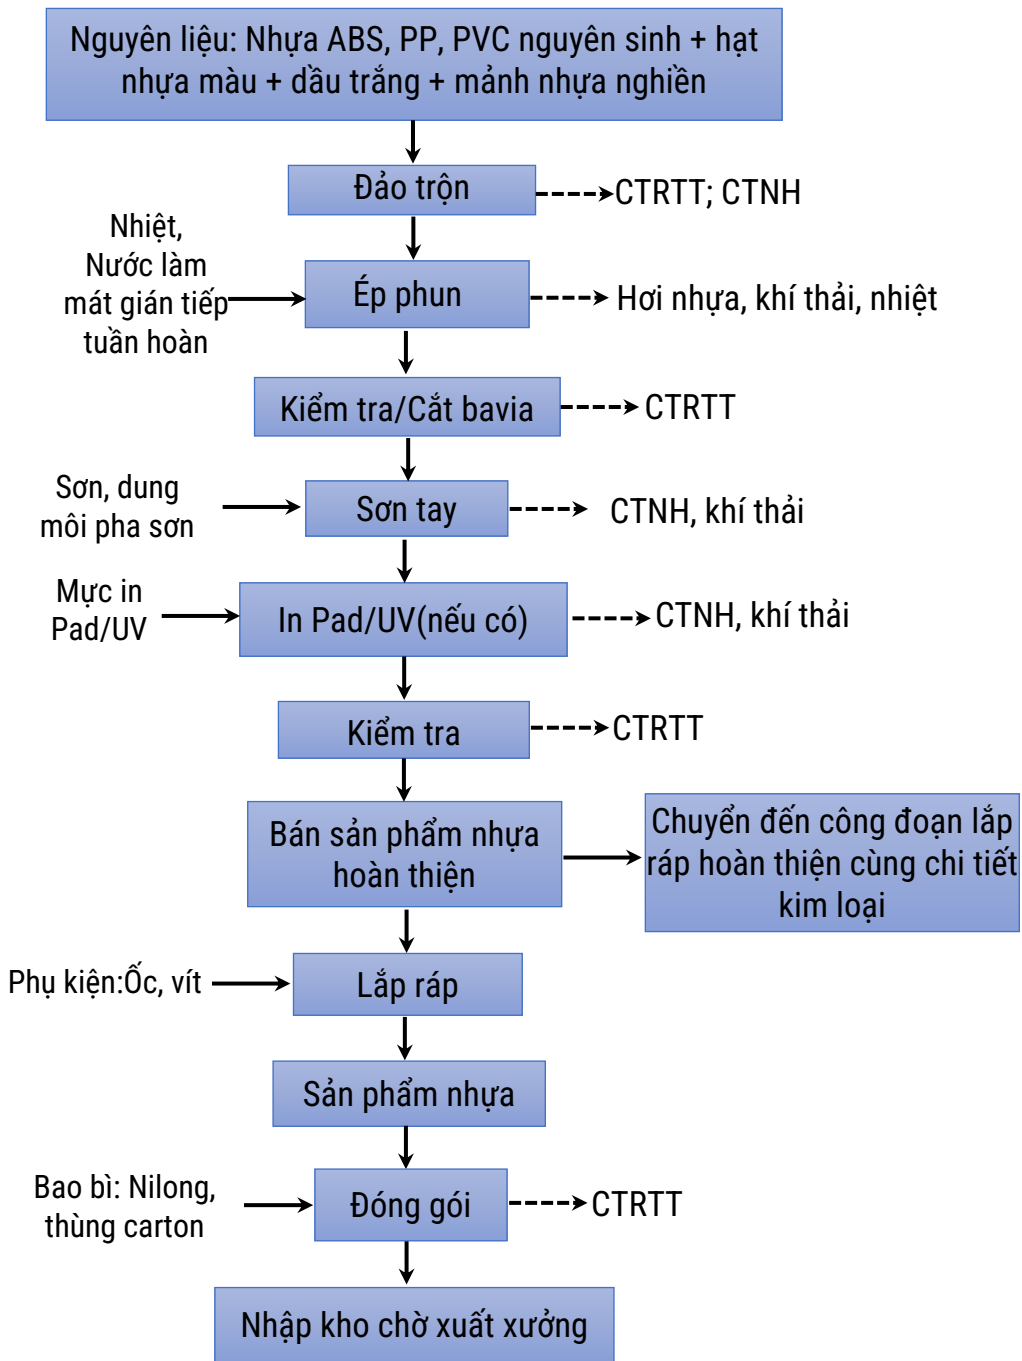 Nguyên liệu: Nhựa ABS, PP, PVC nguyên sinh + hạt
nhựa màu + dầu trắng + mảnh nhựa nghiền
Đảo trộn
CTRTT; CTNH
Nhiệt,
Nước làm
mát gián tiếp
tuần hoàn
Ép phun
Hơi nhựa, khí thải, nhiệt
Kiểm tra/Cắt bavia
CTRTT
Sơn, dung
môi pha sơn
Sơn tay
CTNH, khí thải
Mực in
Pad/UV
In Pad/UV(nếu có)
CTNH, khí thải
Kiểm tra
CTRTT
Bán sản phẩm nhựa
hoàn thiện
Chuyển đến công đoạn lắp
ráp hoàn thiện cùng chi tiết
kim loại
Phụ kiện:Ốc, vít
Lắp ráp
Sản phẩm nhựa
Bao bì: Nilong,
thùng carton
Đóng gói
CTRTT
Nhập kho chờ xuất xưởng